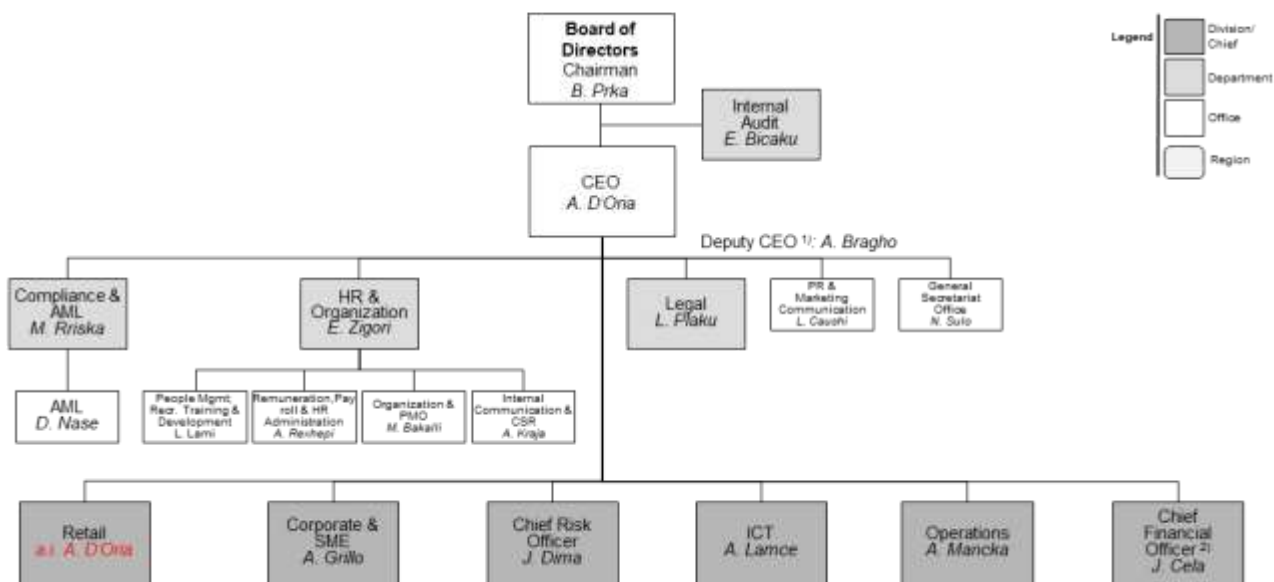 Board of
Directors
Chairman
B. Prka
Legend
Division/
Chief
Department
Office
Region
Internal
Audit
E. Bicaku
CEO
A. D'Oria
Deputy CEO 1): A. Bragho
Compliance &
AML
M. Rriska
HR &
Organization
E. Zigori
Legal
L. Plaku
PR &
Marketing
Communication
L. Cauchi
General
Secretariat
Office
N. Sulo
AML
D. Nase
People Mgmt;
Recr. Training &
Development
L. Lami
Remuneration,Pay
roll & HR
Administration
A. Rexhepi
Organization &
PMO
M. Bakalli
Internal
Communication &
CSR
A. Kraja
Retail
a.i. A. D'Oria
Corporate &
SME
A. Grillo
Chief Risk
Officer
J. Dima
ICT
A. Lamce
Operations
A. Mancka
Chief
Financial
Officer 2)
J. Cela